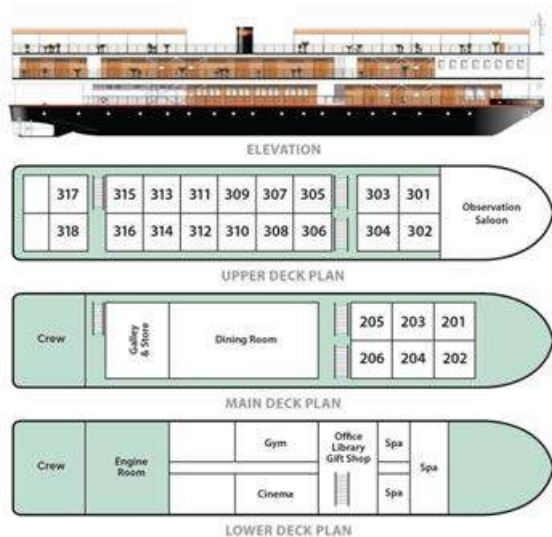 ELEVATION
317 315 313 311 309 307 305 303 301
318 316 314 312 310 308 306 304 302
Observation
Saloon
UPPER DECK PLAN
Crew
Galley
& Store
Dining Room
205 203 201
206 204 202
MAIN DECK PLAN
Crew
Engine
Room
Gym
Cinema
Office
Library
Gift Shop
Spa
Spa
Spa
LOWER DECK PLAN